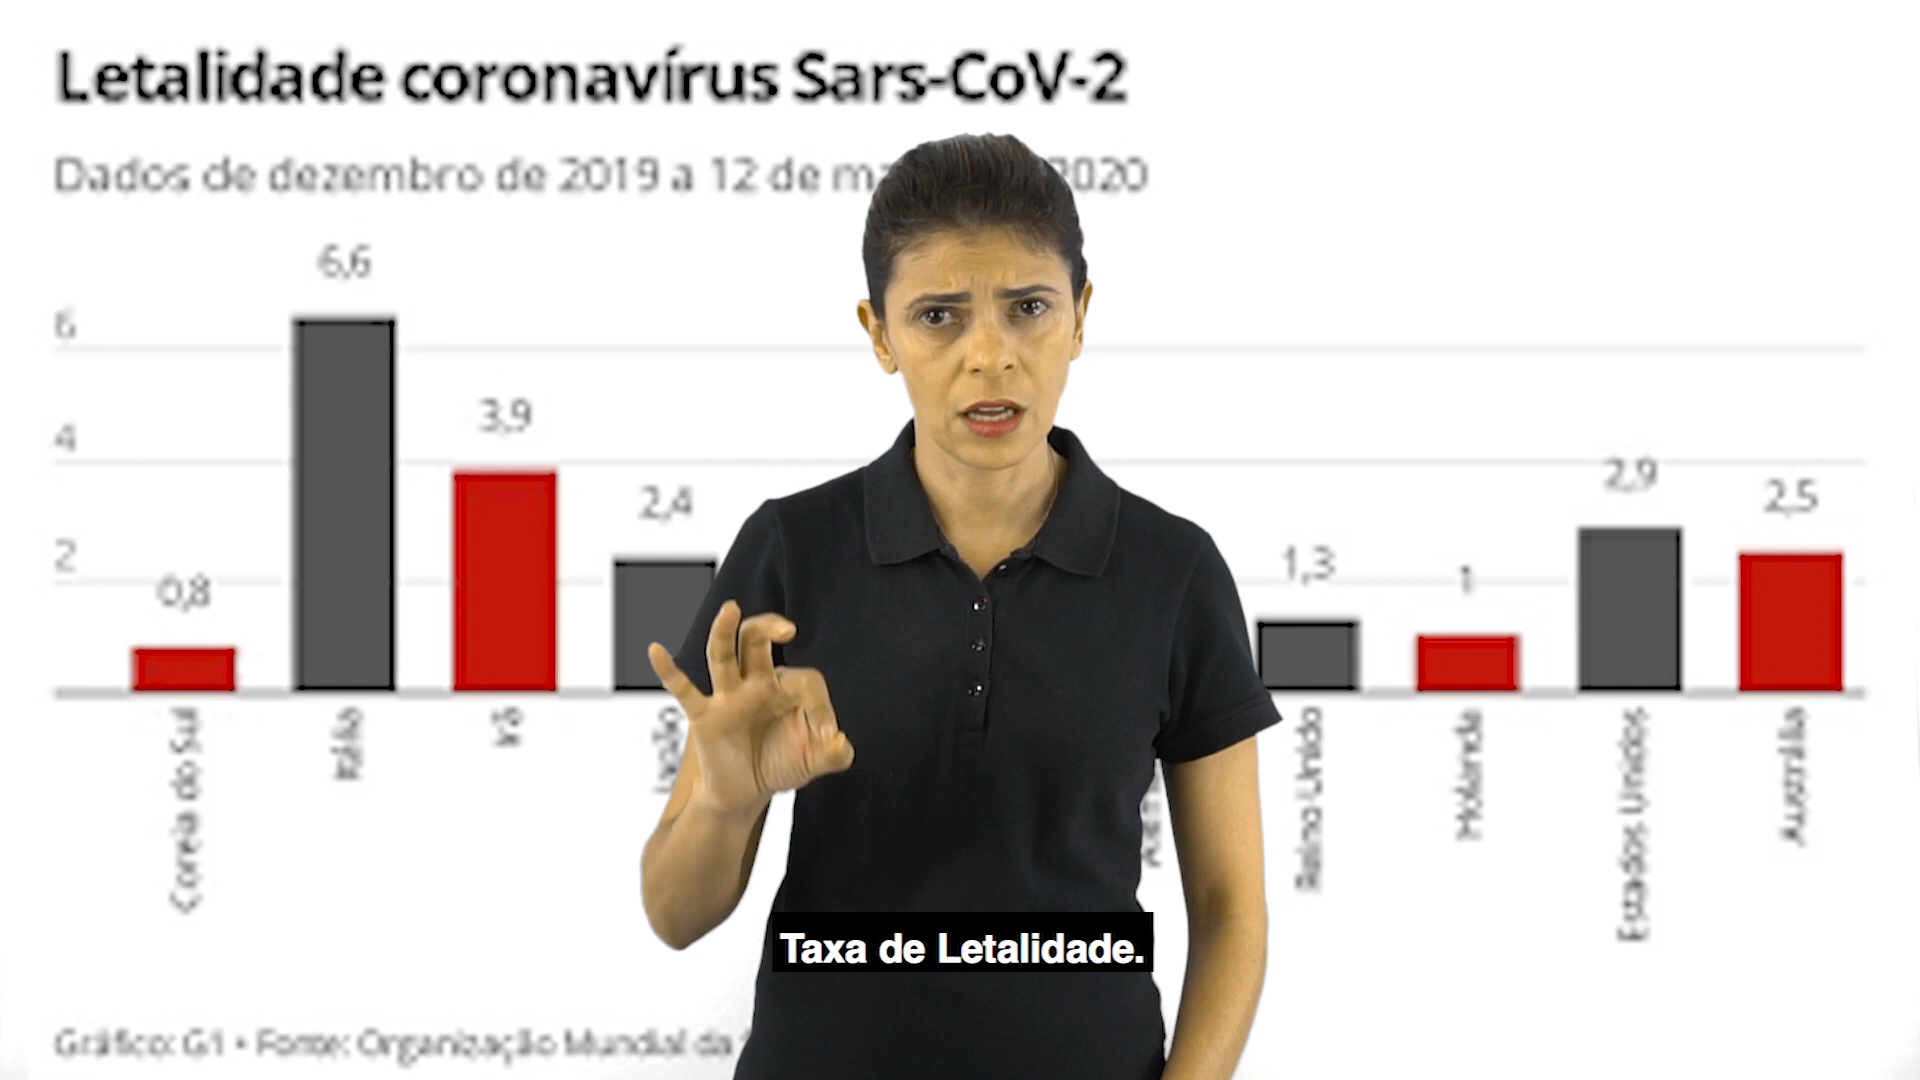 Letalidade coronavírus Sars-CoV-2
Dados de dezembro de 2019 a 12 de 2020
6,6
6
3,9
4
2,9
2,4
2,5
2
1,3
1
0,8
Coreia do Sul
Itália
Irã
Japão
Reino Unido
Holanda
Estados Unidos
Austrália
Taxa de Letalidade.
Gráfico: G1 • Fonte: Organização Mundial da